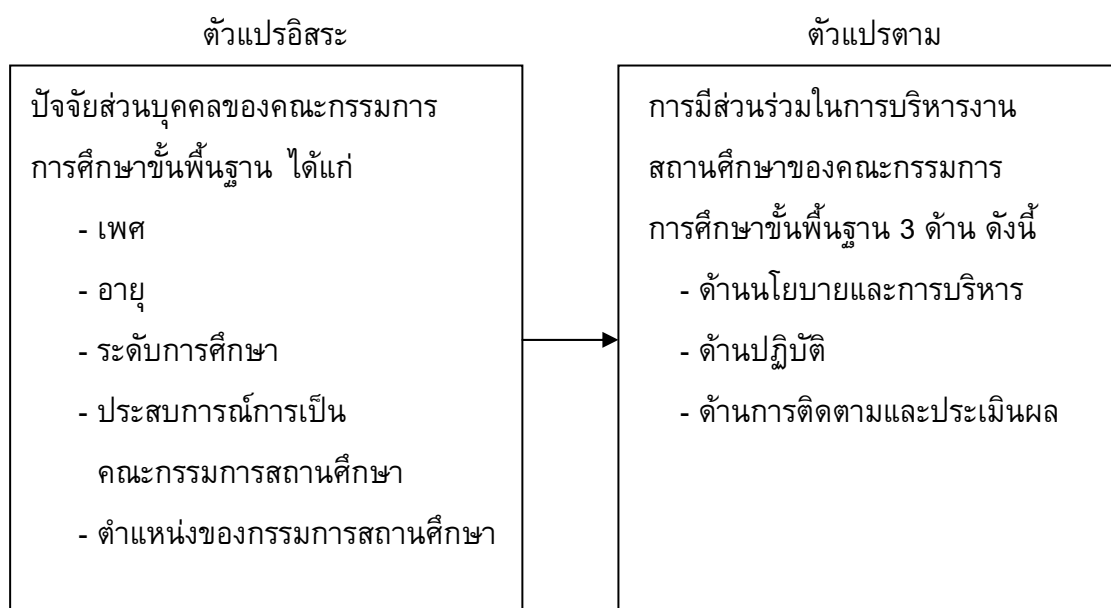 ตัวแปรอิสระ
ปัจจัยส่วนบุคคลของคณะกรรมการ
การศึกษาขั้นพื้นฐาน ได้แก่
- เพศ
- อายุ
- ระดับการศึกษา
- ประสบการณ์การเป็น
คณะกรรมการสถานศึกษา
- ตำแหน่งของกรรมการสถานศึกษา
ตัวแปรตาม
การมีส่วนร่วมในการบริหารงาน
สถานศึกษาของคณะกรรมการ
การศึกษาขั้นพื้นฐาน 3 ด้าน ดังนี้
- ด้านนโยบายและการบริหาร
- ด้านปฏิบัติ
- ด้านการติดตามและประเมินผล